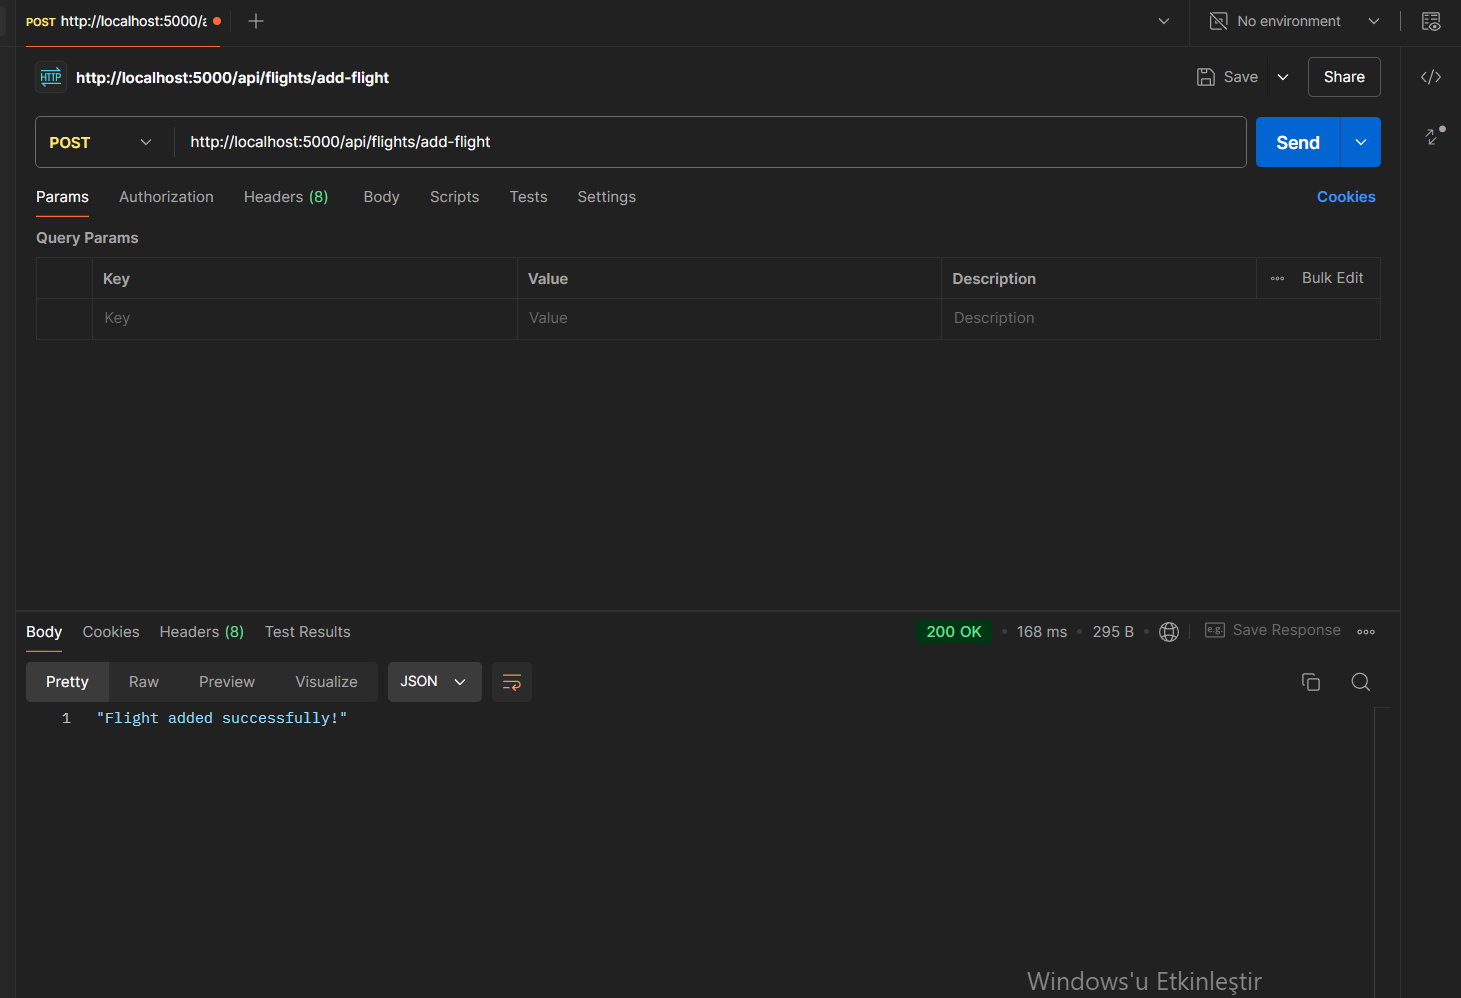 POST http://localhost:5000/a
No environment
HTTP http://localhost:5000/api/flights/add-flight
Save
Share
POST http://localhost:5000/api/flights/add-flight
Send
Params Authorization Headers (8) Body Scripts Tests Settings Cookies
Query Params
Key Value Description Bulk Edit
Key Value Description
Body Cookies Headers (8) Test Results 200 OK • 168 ms • 295 B • e.g. Save Response
Pretty Raw Preview Visualize JSON
1 "Flight added successfully!"
Windows'u Etkinleştir